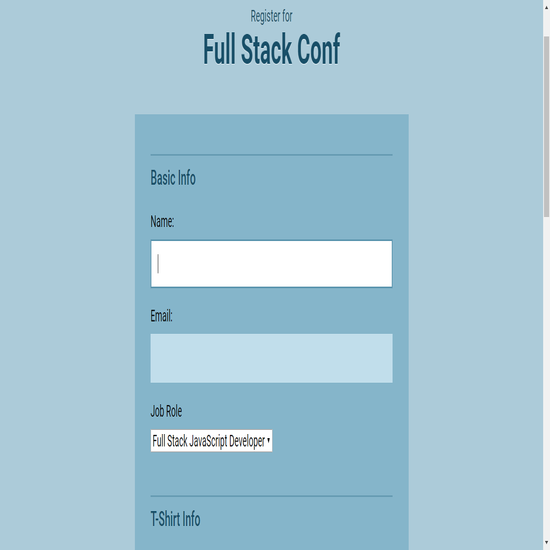 Register for
Full Stack Conf
Basic Info
Name:
Email:
Job Role
Full Stack JavaScript Developer
T-Shirt Info